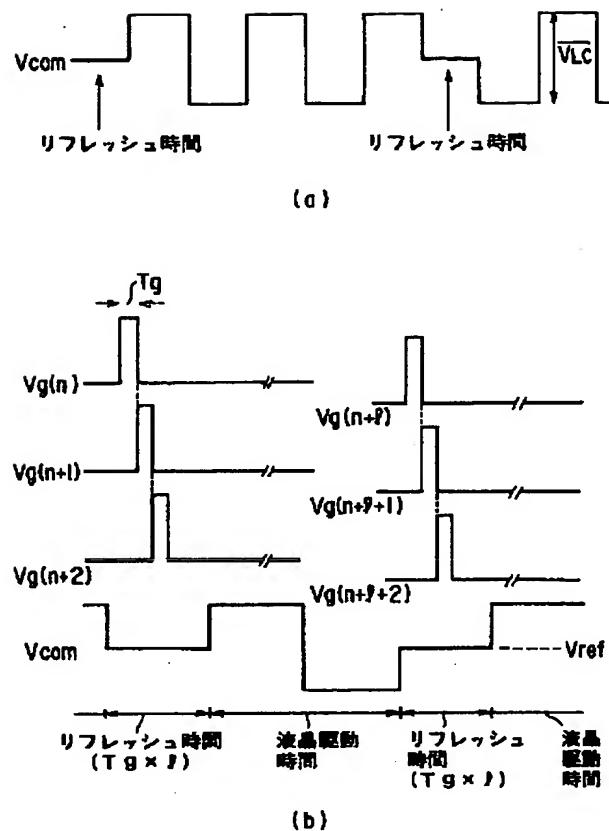 Vcom
VLC
リフレッシュ時間
リフレッシュ時間
(a)
Tg
Vg(n)
Vg(n+ℓ)
Vg(n+1)
Vg(n+ℓ+1)
Vg(n+2)
Vg(n+ℓ+2)
Vcom
Vref
リフレッシュ時間
(Tg×ℓ)
液晶駆動
時間
リフレッシュ
時間
(Tg×ℓ)
液晶
駆動
時間
(b)